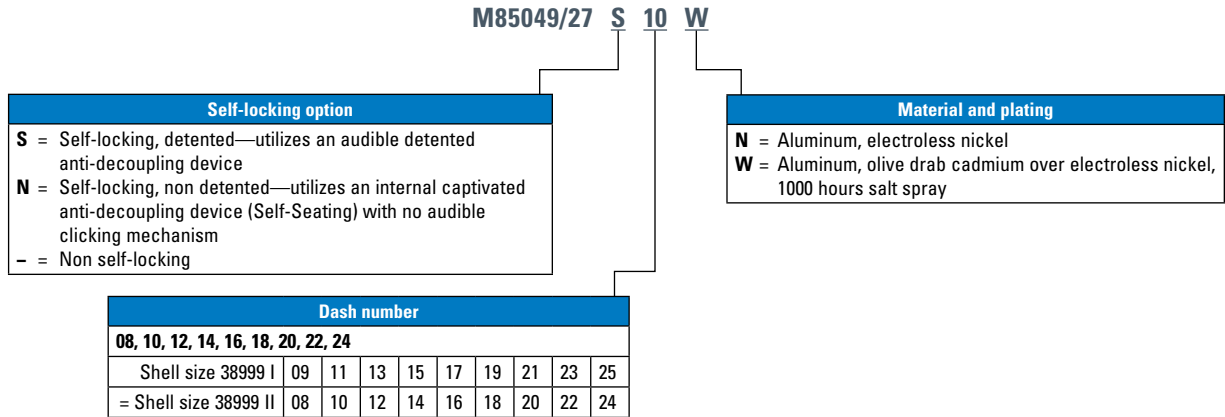 M85049/27 S 10 W
Self-locking option
S = Self-locking, detented—utilizes an audible detented
anti-decoupling device
N = Self-locking, non detented—utilizes an internal captivated
anti-decoupling device (Self-Seating) with no audible
clicking mechanism
– = Non self-locking
Material and plating
N = Aluminum, electroless nickel
W = Aluminum, olive drab cadmium over electroless nickel,
1000 hours salt spray
Dash number
08, 10, 12, 14, 16, 18, 20, 22, 24
Shell size 38999 I 09 11 13 15 17 19 21 23 25
= Shell size 38999 II 08 10 12 14 16 18 20 22 24